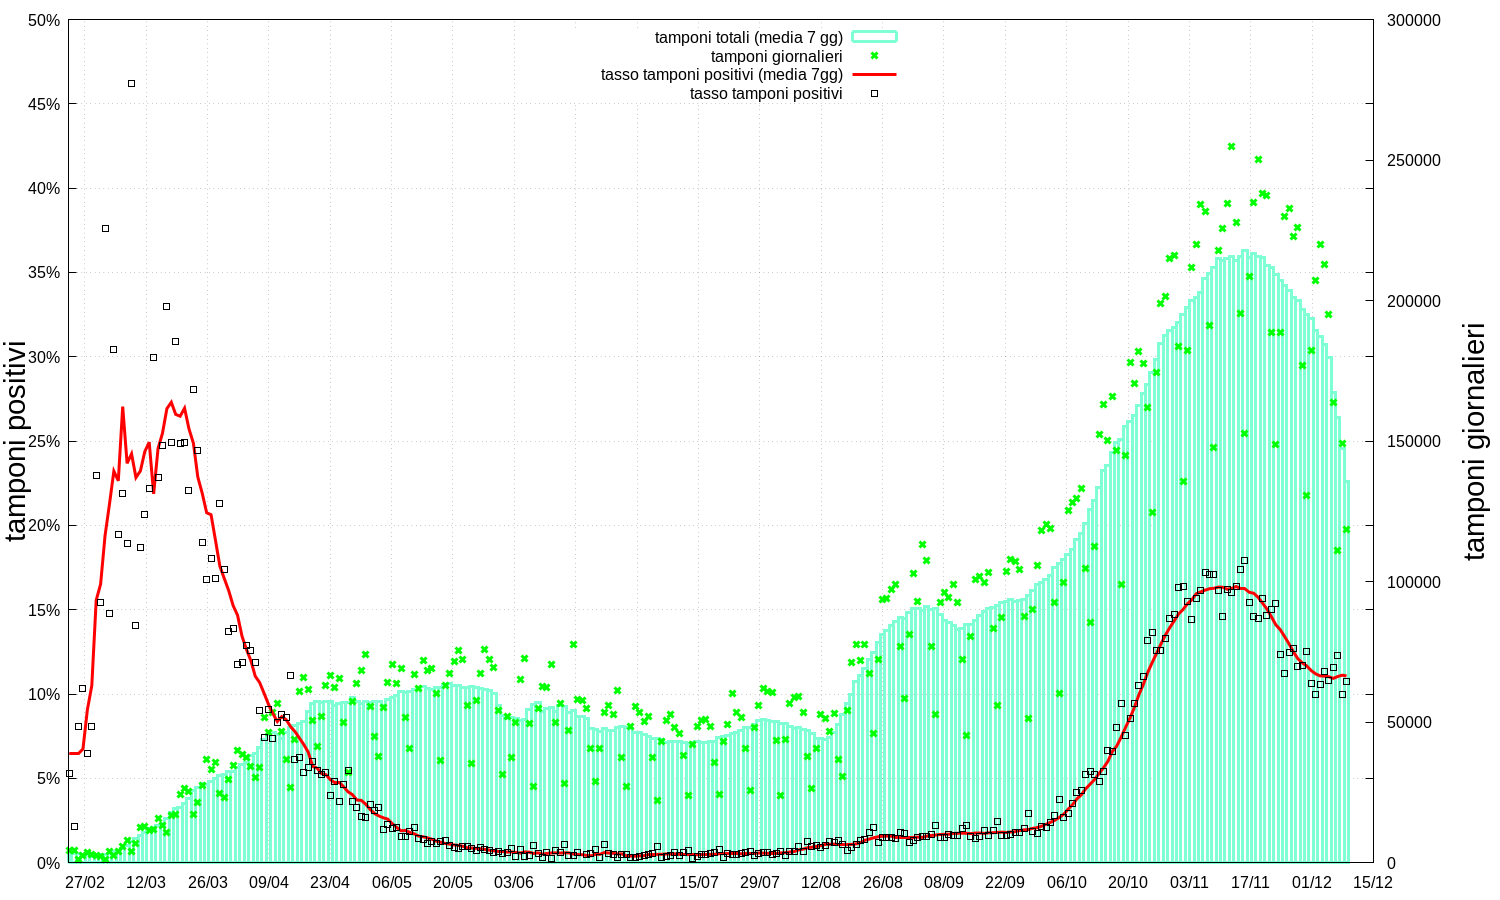 50%
45%
40%
35%
30%
25%
20%
15%
10%
5%
0%
tamponi positivi
tamponi totali (media 7 gg)
tamponi giornalieri
tasso tamponi positivi (media 7gg)
tasso tamponi positivi
300000
250000
200000
150000
100000
50000
0
tamponi giornalieri
27/02 12/03 26/03 09/04 23/04 06/05 20/05 03/06 17/06 01/07 15/07 29/07 12/08 26/08 08/09 22/09 06/10 20/10 03/11 17/11 01/12 15/12